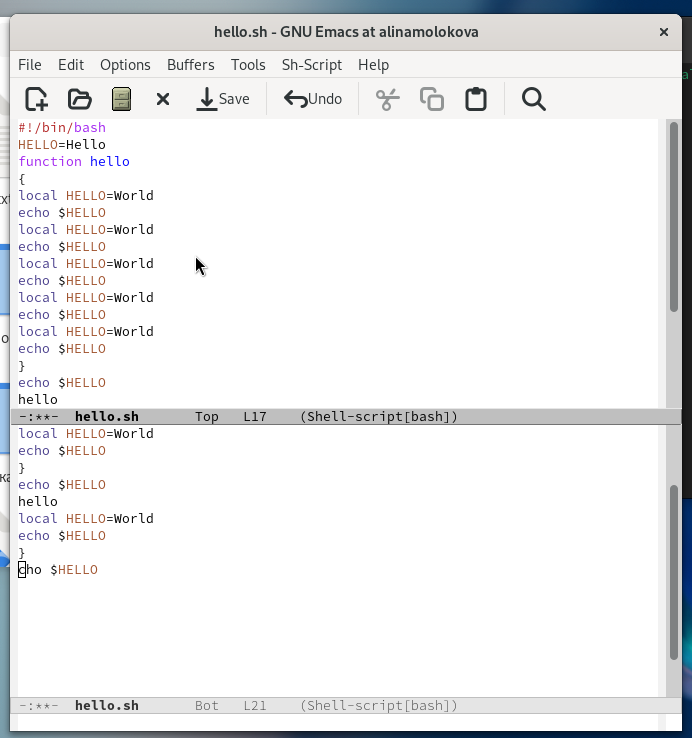 hello.sh - GNU Emacs at alinamolokova
File Edit Options Buffers Tools Sh-Script Help
Save Undo
#!/bin/bash
HELLO=Hello
function hello
{
local HELLO=World
echo $HELLO
local HELLO=World
echo $HELLO
local HELLO=World
echo $HELLO
local HELLO=World
echo $HELLO
local HELLO=World
echo $HELLO
}
echo $HELLO
hello
-:**- hello.sh Top L17 (Shell-script[bash])
local HELLO=World
echo $HELLO
}
echo $HELLO
hello
local HELLO=World
echo $HELLO
}
cho $HELLO
-:**- hello.sh Bot L21 (Shell-script[bash])